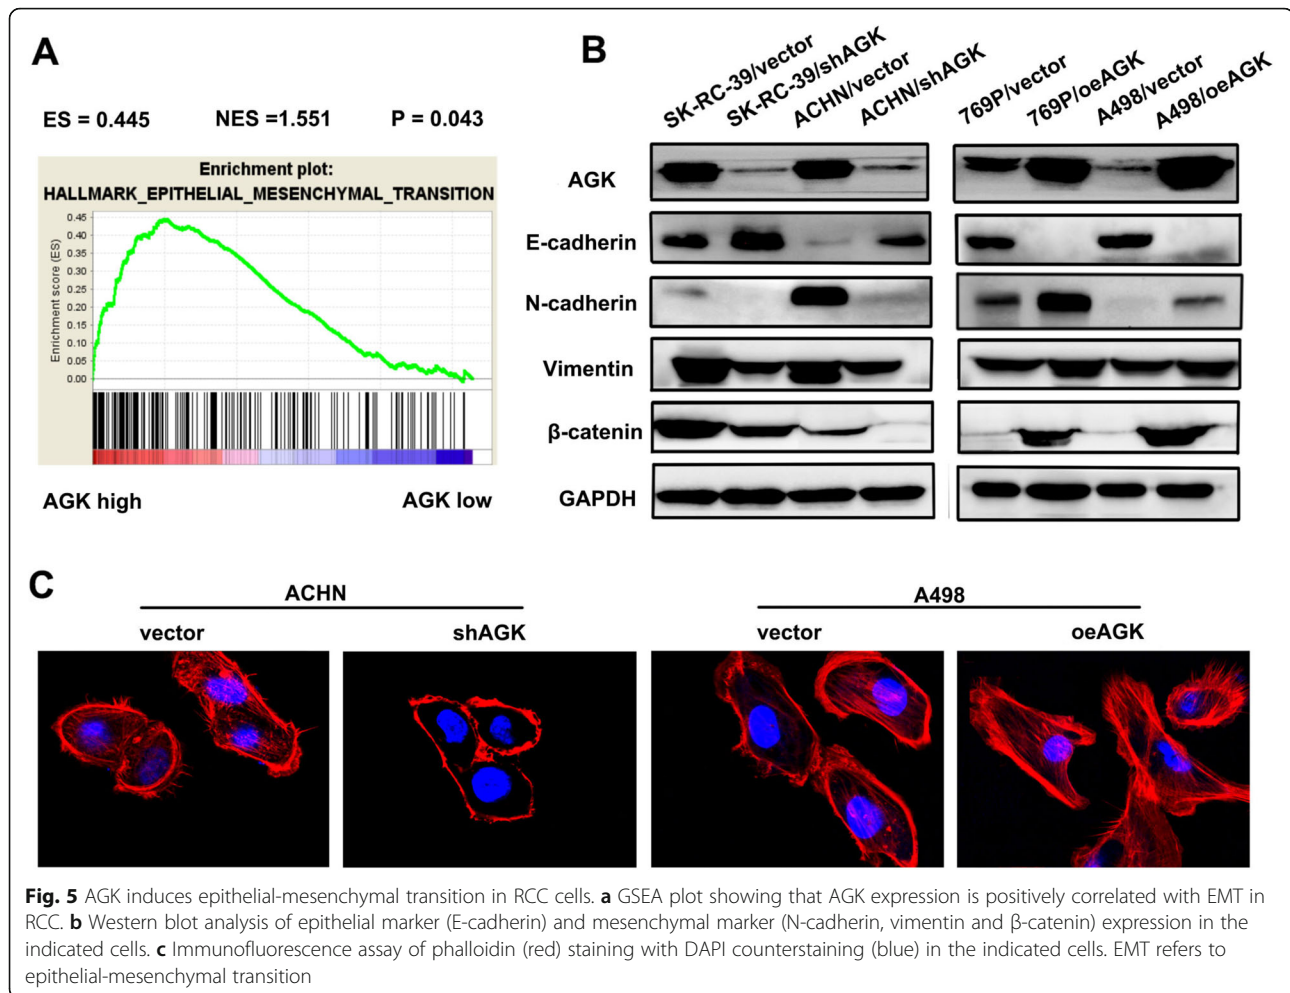 A
ES = 0.445 NES =1.551 P = 0.043
Enrichment plot:
HALLMARK_EPITHELIAL_MESENCHYMAL_TRANSITION
Enrichment score (ES)
0.45
0.40
0.35
0.30
0.25
0.20
0.15
0.10
0.05
0.00
AGK high AGK low
B
SK-RC-39/vector
SK-RC-39/shAGK
ACHN/vector
ACHN/shAGK
769P/vector
769P/oeAGK
A498/vector
A498/oeAGK
AGK
E-cadherin
N-cadherin
Vimentin
β-catenin
GAPDH
C
ACHN
vector shAGK
A498
vector oeAGK
Fig. 5 AGK induces epithelial-mesenchymal transition in RCC cells. a GSEA plot showing that AGK expression is positively correlated with EMT in
RCC. b Western blot analysis of epithelial marker (E-cadherin) and mesenchymal marker (N-cadherin, vimentin and β-catenin) expression in the
indicated cells. c Immunofluorescence assay of phalloidin (red) staining with DAPI counterstaining (blue) in the indicated cells. EMT refers to
epithelial-mesenchymal transition